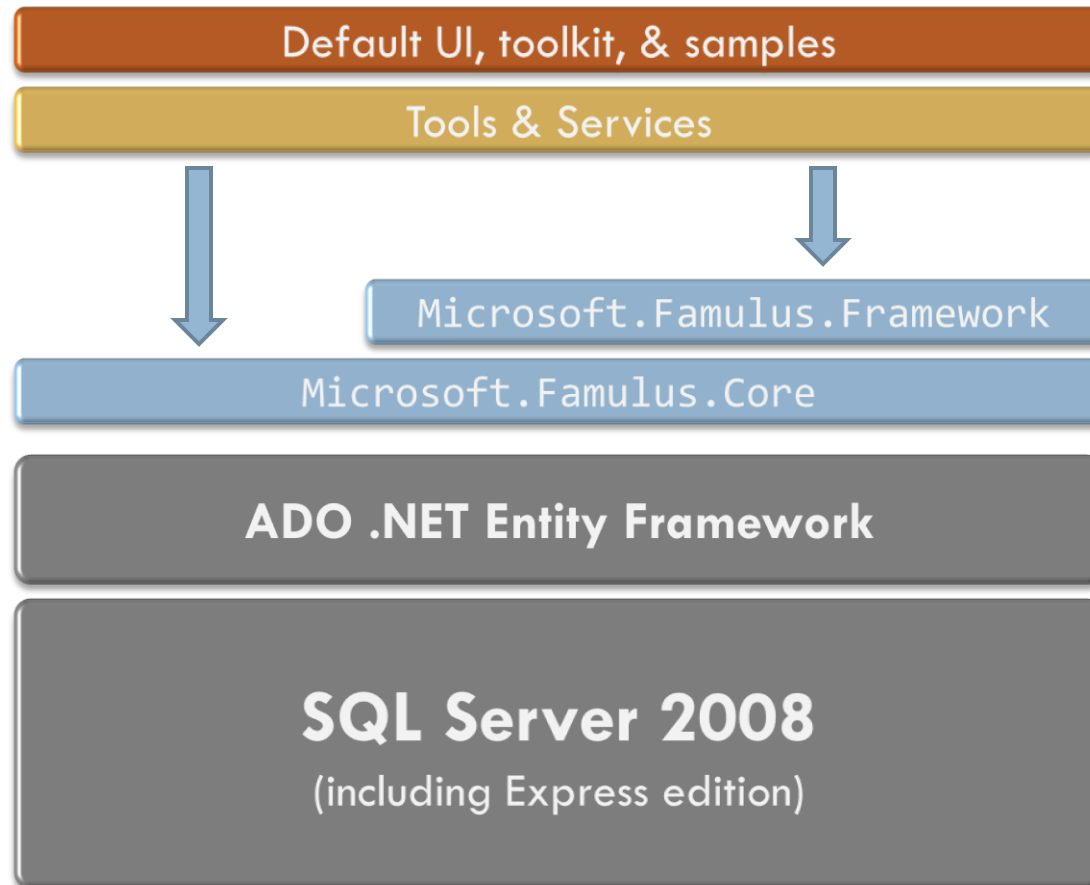 Default UI, toolkit, & samples
Tools & Services
Microsoft.Famulus.Framework
Microsoft.Famulus.Core
ADO .NET Entity Framework
SQL Server 2008
(including Express edition)